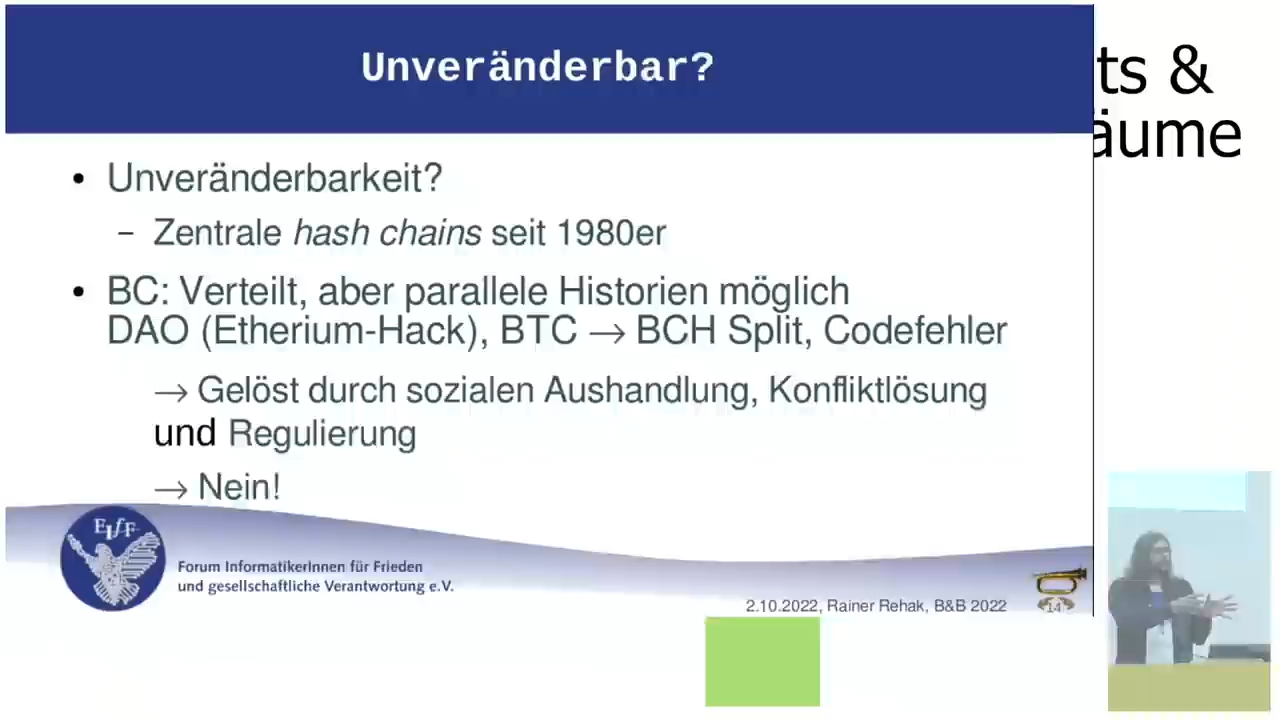 Unveränderbar?
ts &
äume
• Unveränderbarkeit?
– Zentrale hash chains seit 1980er
• BC: Verteilt, aber parallele Historien möglich
DAO (Etherium-Hack), BTC → BCH Split, Codefehler
→ Gelöst durch sozialen Aushandlung, Konfliktlösung
und Regulierung
→ Nein!
FIfF
Forum InformatikerInnen für Frieden
und gesellschaftliche Verantwortung e.V.
2.10.2022, Rainer Rehak, B&B 2022
14